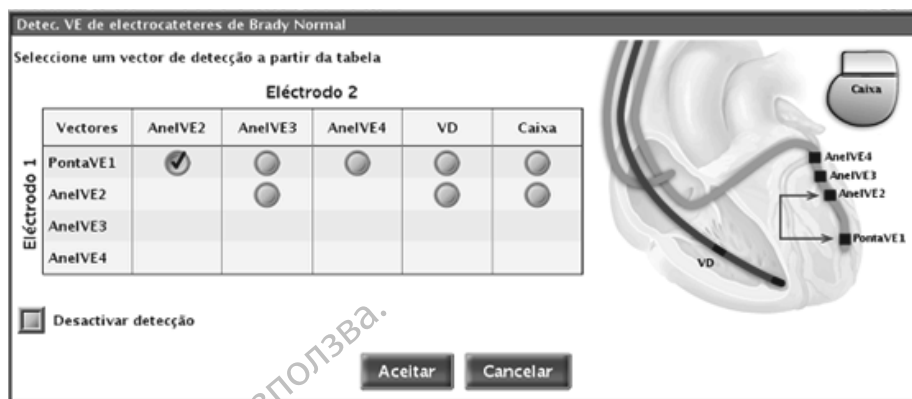 Detec. VE de electrocateteres de Brady Normal
Seleccione um vector de detecção a partir da tabela
Eléctrodo 2
Vectores AnelVE2 AnelVE3 AnelVE4 VD Caixa
Eléctrodo 1
PontaVE1
AnelVE2
AnelVE3
AnelVE4
Desactivar detecção
Aceitar Cancelar
Caixa
AnelVE4
AnelVE3
AnelVE2
PontaVE1
VD